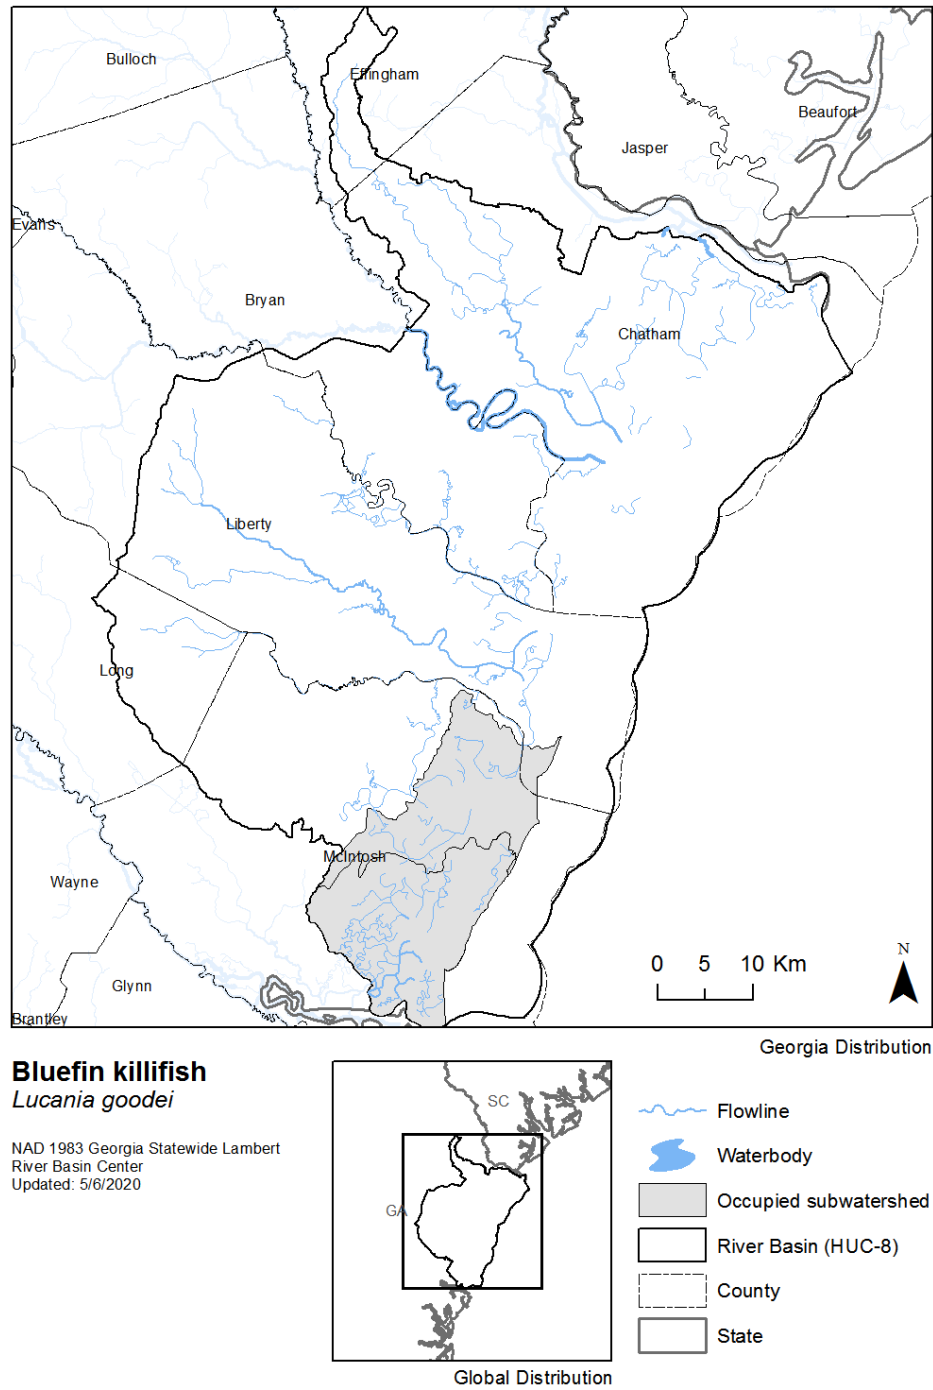 Bulloch
Effingham
Beaufort
Jasper
Evans
Bryan
Chatham
Liberty
Long
McIntosh
Wayne
Glynn
Brantley
N
0 5 10 Km
Georgia Distribution
Bluefin killifish
Lucania goodei
NAD 1983 Georgia Statewide Lambert
River Basin Center
Updated: 5/6/2020
SC
GA
Global Distribution
Flowline
Waterbody
Occupied subwatershed
River Basin (HUC-8)
County
State